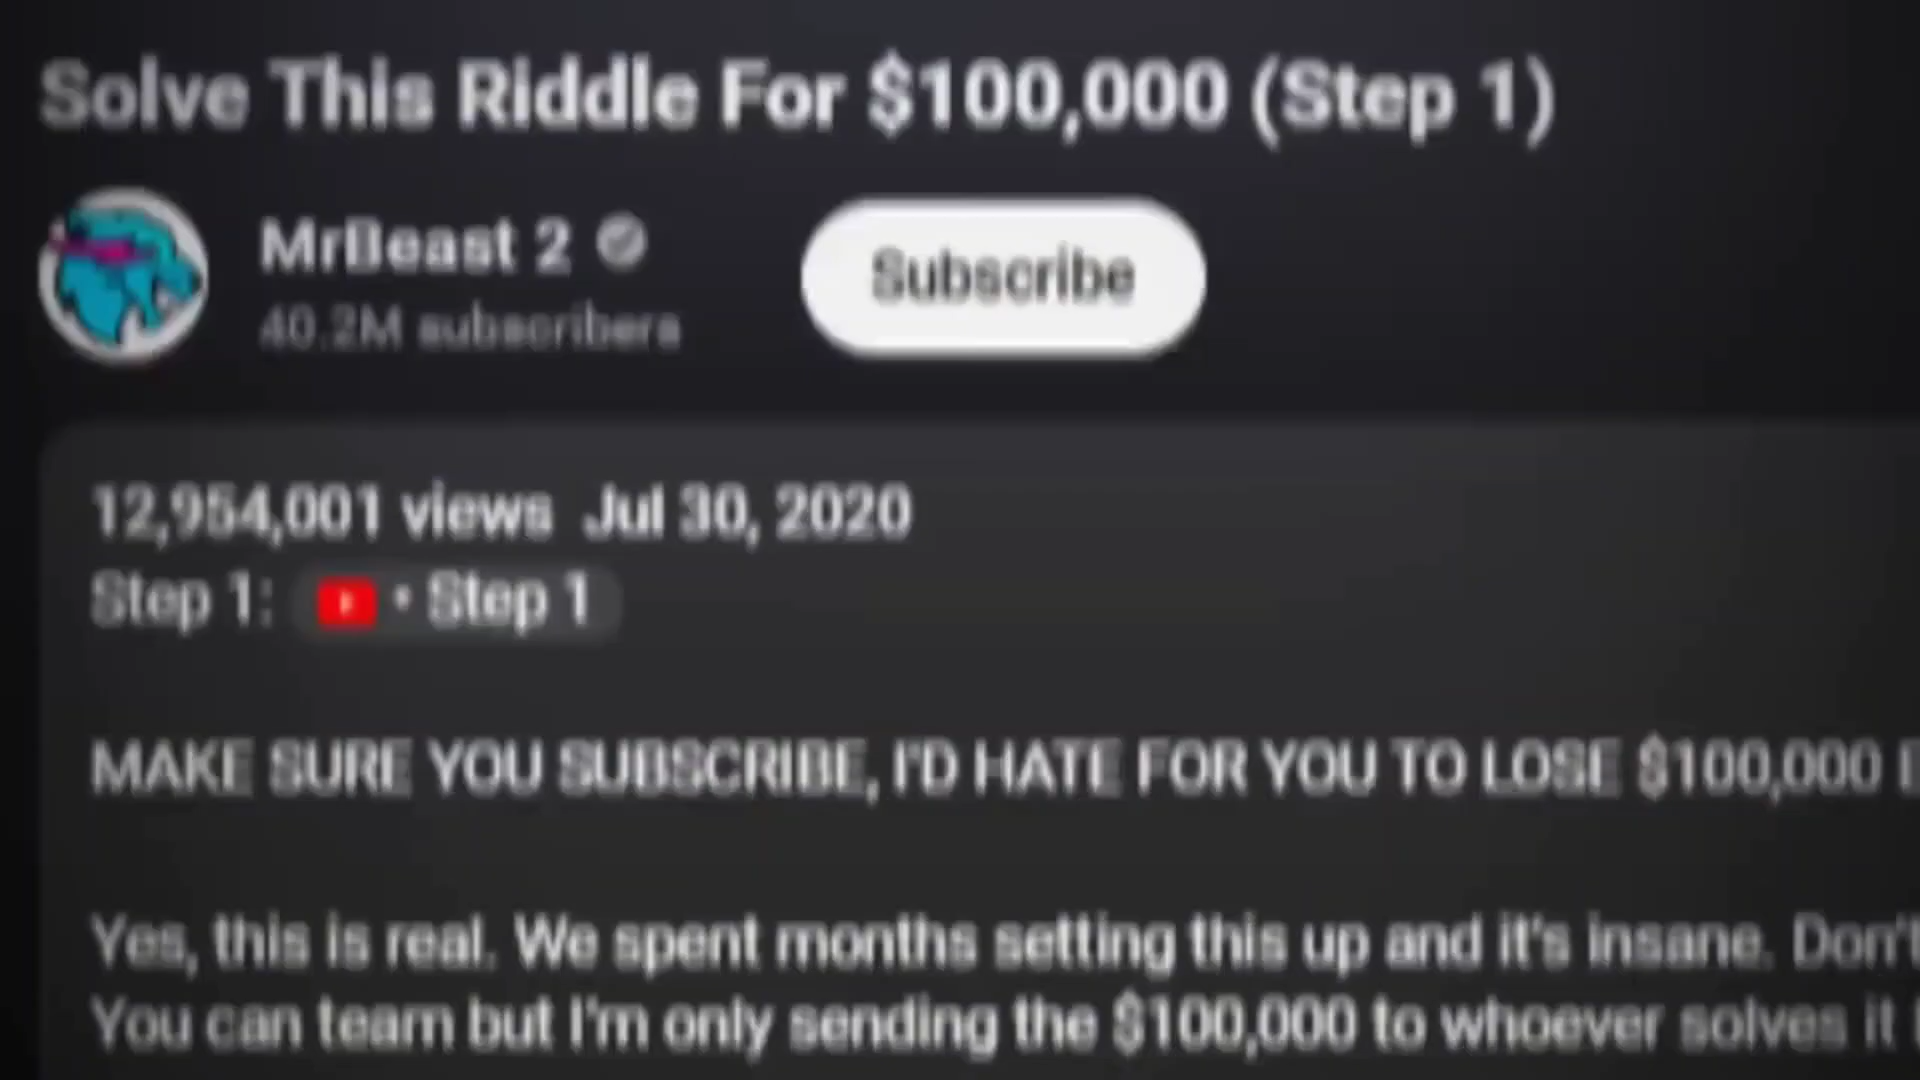 Solve This Riddle For $100,000 (Step 1)
MrBeast 2
Subscribe
40.2M subscribers
12,954,001 views Jul 30, 2020
Step 1: • Step 1
MAKE SURE YOU SUBSCRIBE, I'D HATE FOR YOU TO LOSE $100,000
Yes, this is real. We spent months setting this up and it's insane. Don't
You can team but I'm only sending the $100,000 to whoever solves it